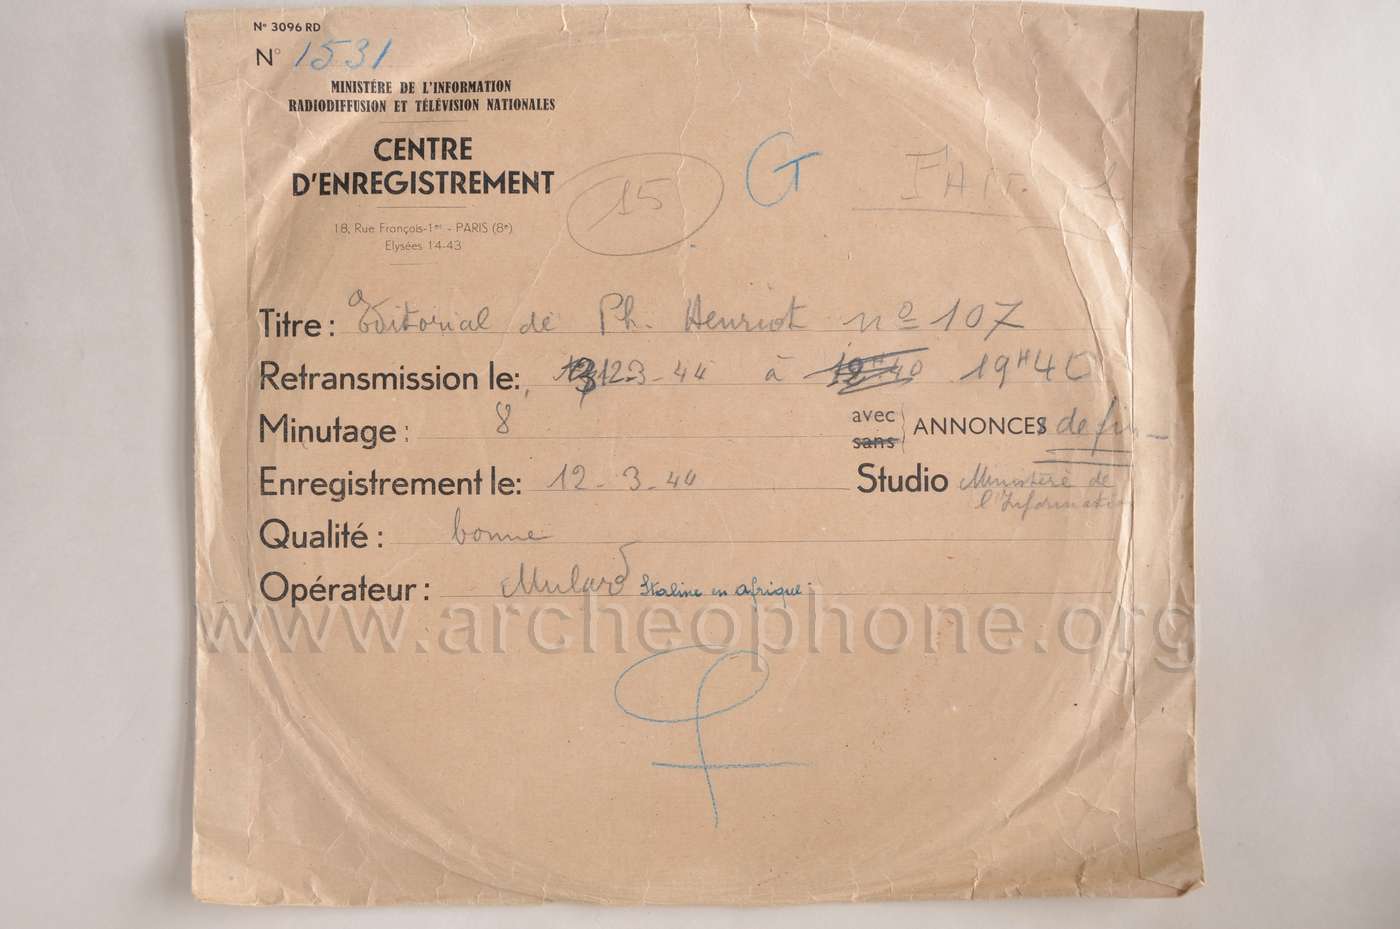 N° 3096 RD
N° 1531
MINISTÉRE DE L'INFORMATION
RADIODIFFUSION ET TÉLÉVISION NATIONALES
CENTRE
D'ENREGISTREMENT
18, Rue François-1er - PARIS (8e)
Elysées 14-43
15
G
Titre : Editorial de Ph. Henriot nº 107
Retransmission le: 12-3-44 à 19H4
Minutage : 8
avec
sans
ANNONCES de fin
Enregistrement le: 12-3-44
Studio Ministère de
l'Information
Qualité : bonne
Opérateur : Mulard Staline en Afrique
www.archeophone.org